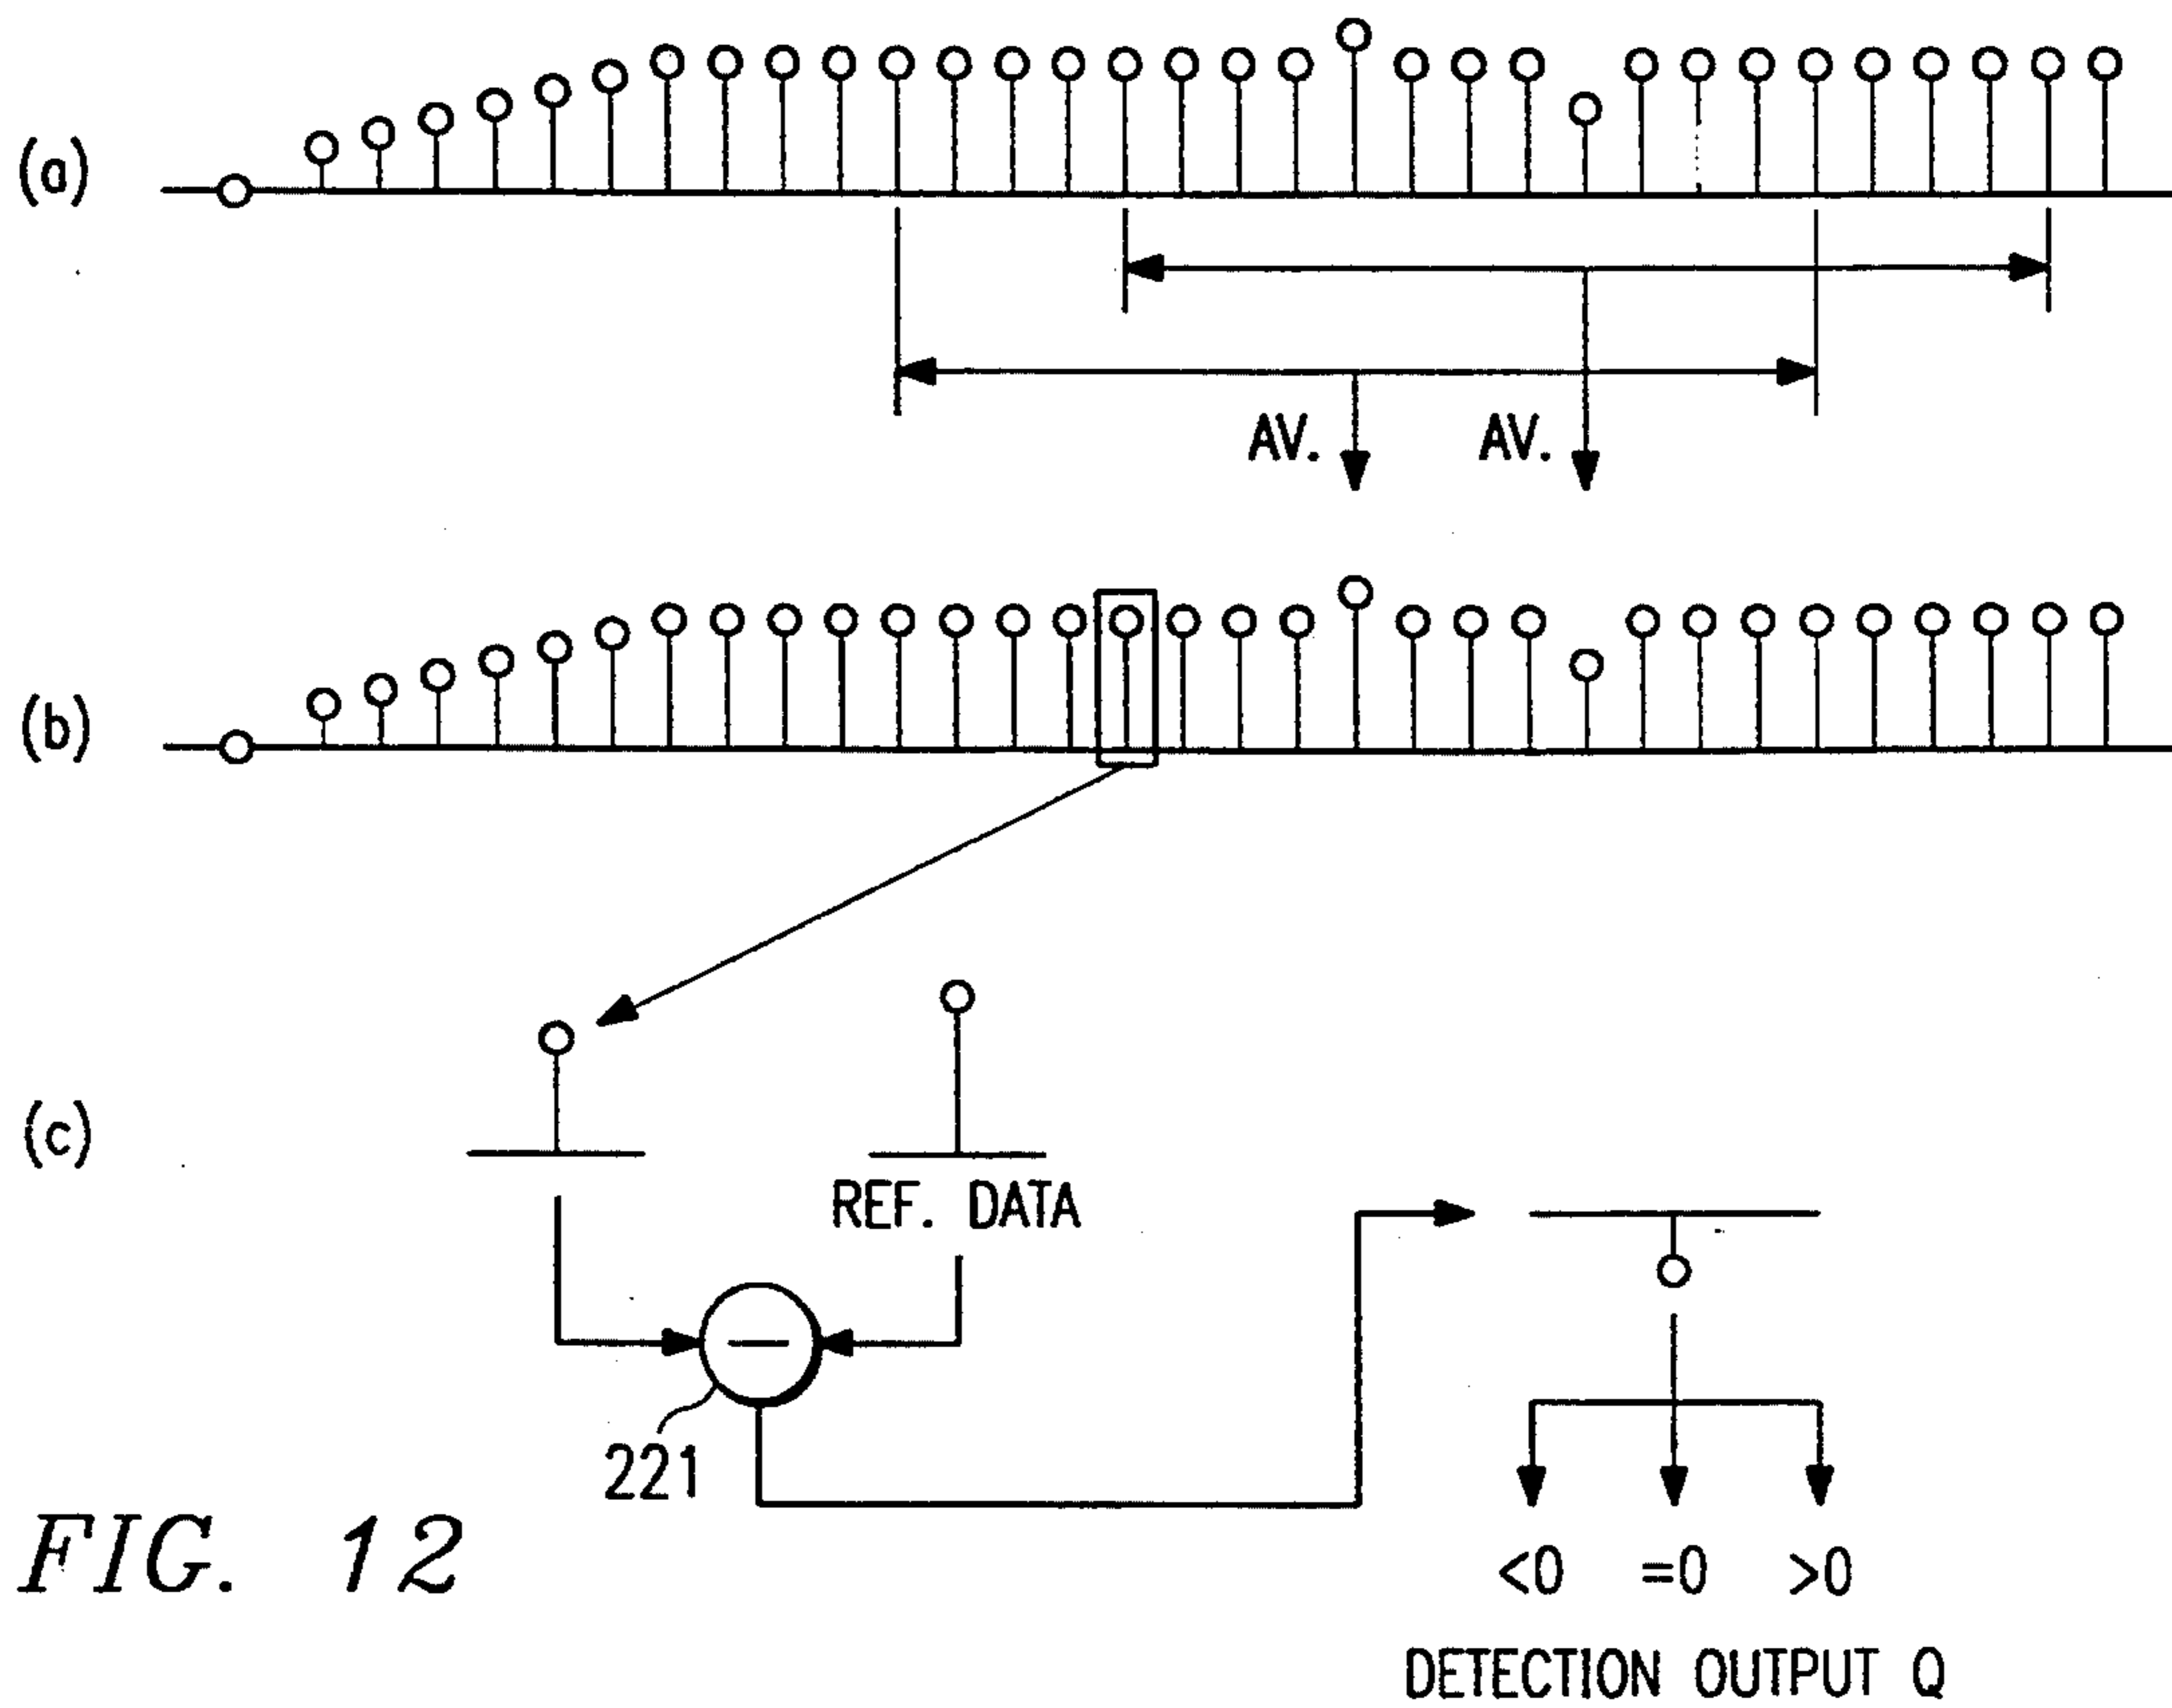 (a)
AV. AV.
(b)
(c)
REF. DATA
221
FIG. 12
<0 =0 >0
DETECTION OUTPUT Q